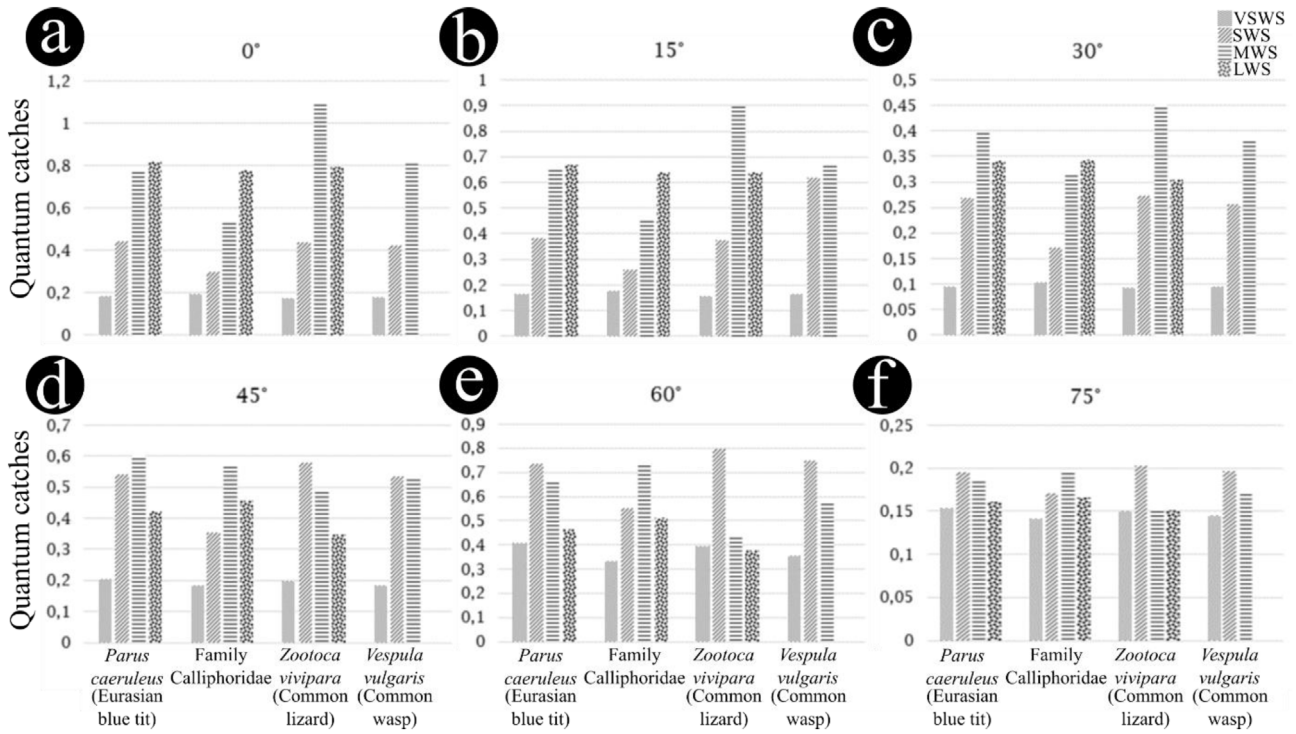 a
0°
Quantum catches
1,2
1
0,8
0,6
0,4
0,2
0
b
15°
1
0,9
0,8
0,7
0,6
0,5
0,4
0,3
0,2
0,1
0
c
30°
0,5
0,45
0,4
0,35
0,3
0,25
0,2
0,15
0,1
0,05
0
VSWS
SWS
MWS
LWS
d
45°
Quantum catches
0,7
0,6
0,5
0,4
0,3
0,2
0,1
0
Parus
caeruleus
(Eurasian
blue tit)
Family
Calliphoridae
Zootoca
vivipara
(Common
lizard)
Vespula
vulgaris
(Common
wasp)
e
60°
0,9
0,8
0,7
0,6
0,5
0,4
0,3
0,2
0,1
0
Parus
caeruleus
(Eurasian
blue tit)
Family
Calliphoridae
Zootoca
vivipara
(Common
lizard)
Vespula
vulgaris
(Common
wasp)
f
75°
0,25
0,2
0,15
0,1
0,05
0
Parus
caeruleus
(Eurasian
blue tit)
Family
Calliphoridae
Zootoca
vivipara
(Common
lizard)
Vespula
vulgaris
(Common
wasp)